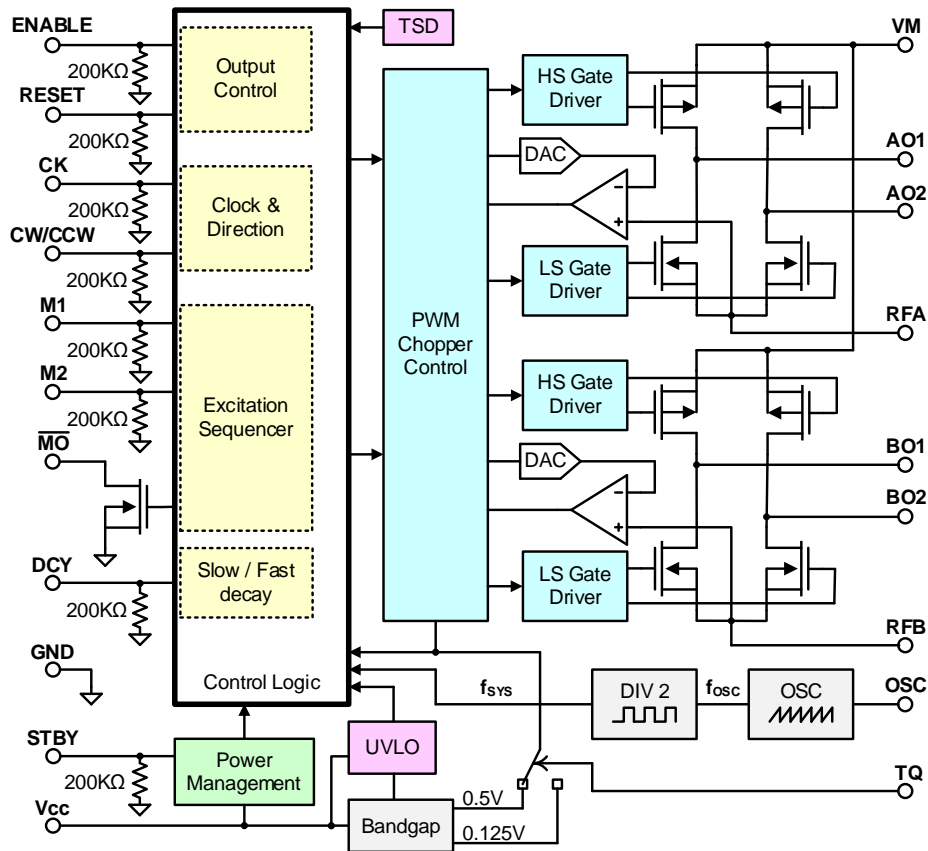 ENABLE
200KΩ
RESET
200KΩ
CK
200KΩ
CW/CCW
200KΩ
M1
200KΩ
M2
200KΩ
MO
DCY
200KΩ
GND
STBY
200KΩ
Vcc
Output
Control
Clock &
Direction
Excitation
Sequencer
Slow / Fast
decay
Control Logic
Power
Management
TSD
UVLO
Bandgap
0.5V
0.125V
PWM
Chopper
Control
HS Gate
Driver
DAC
−
+
LS Gate
Driver
HS Gate
Driver
DAC
−
+
LS Gate
Driver
fSYS
DIV 2
fOSC
OSC
VM
AO1
AO2
RFA
BO1
BO2
RFB
OSC
TQ